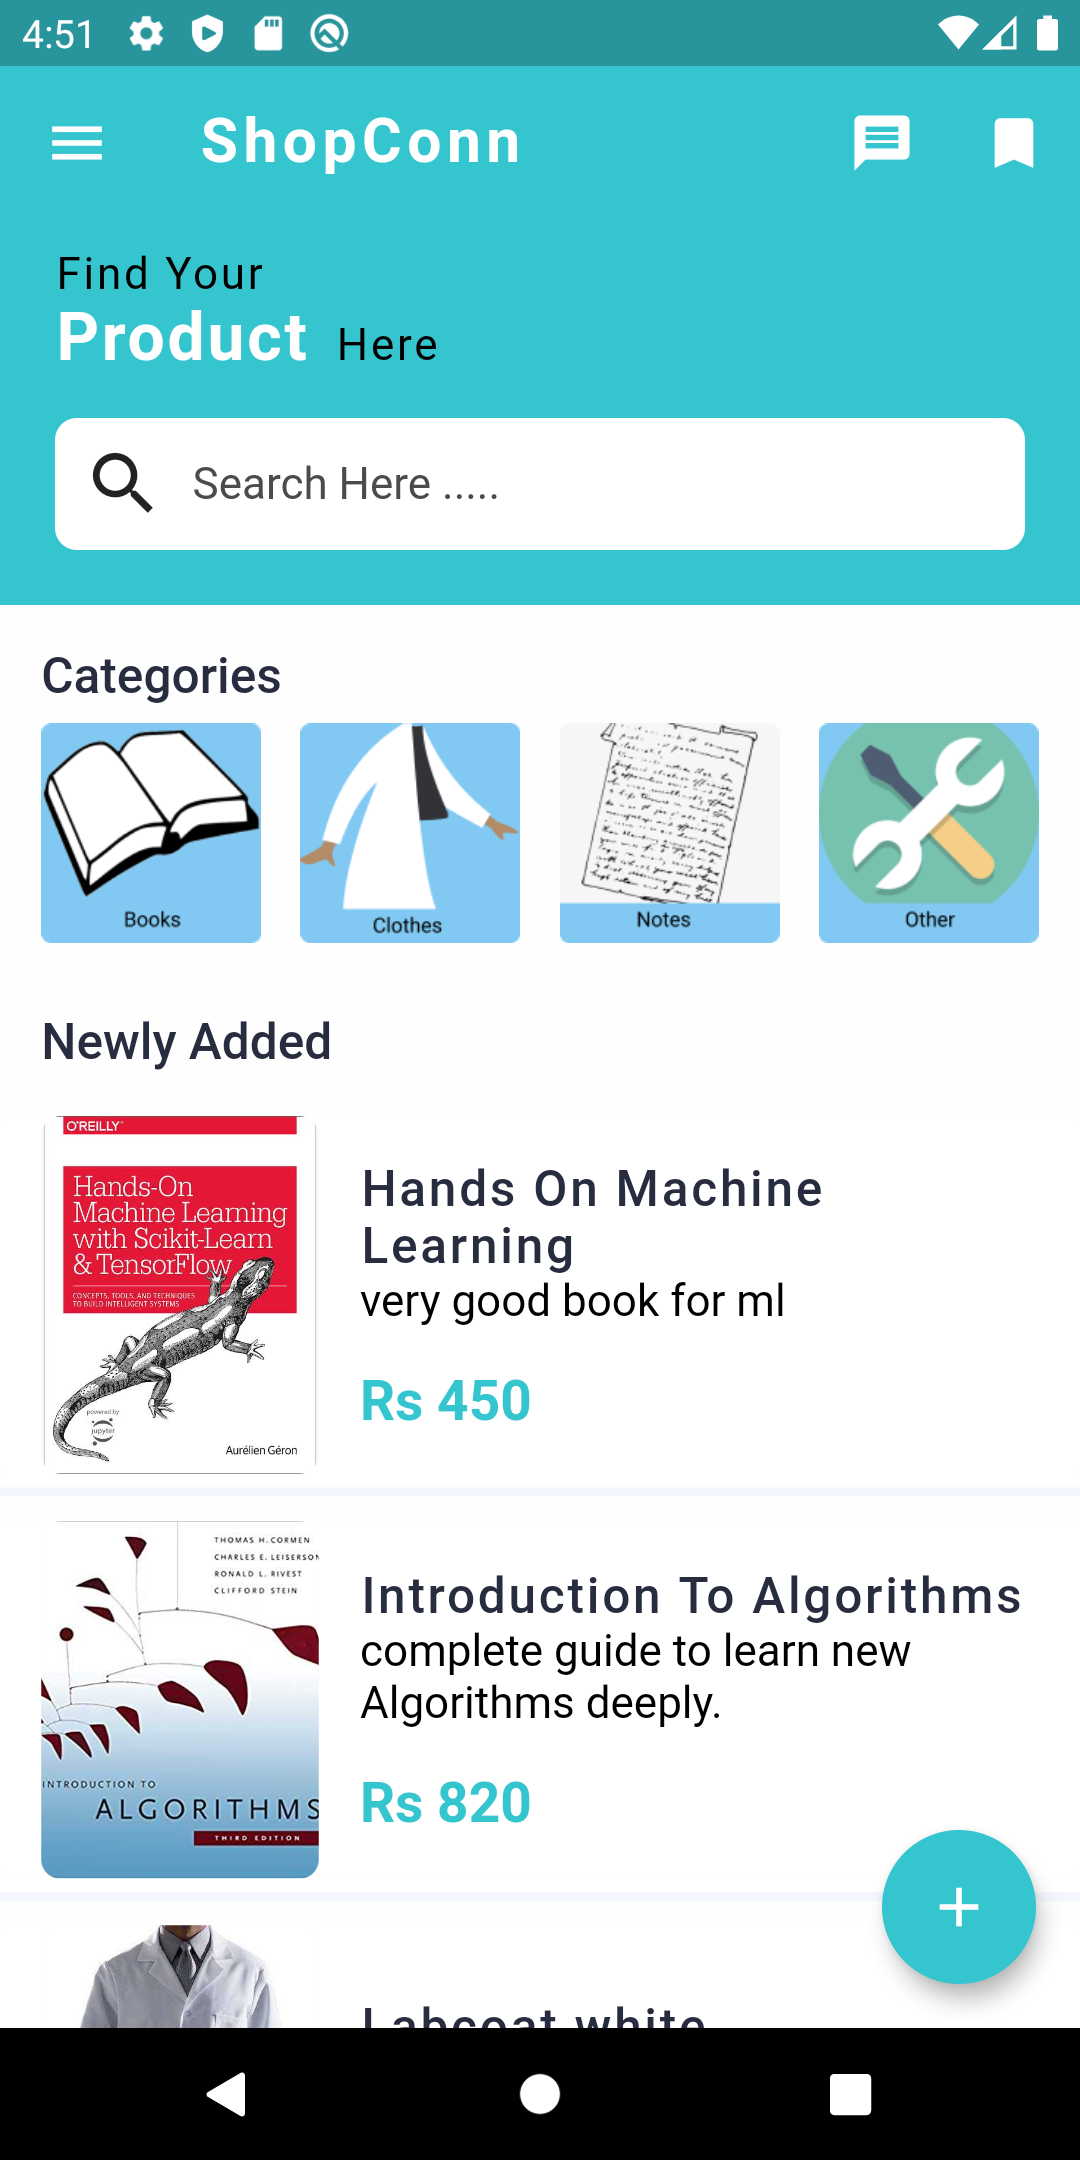 4:51
ShopConn
Find Your
Product Here
Search Here .....
Categories
Books
Clothes
Notes
Other
Newly Added
O'REILLY
Hands-On
Machine Learning
with Scikit-Learn
& TensorFlow
CONCEPTS, TOOLS, AND TECHNIQUES
TO BUILD INTELLIGENT SYSTEMS
powered by
jupyter
Aurélien Géron
Hands On Machine
Learning
very good book for ml
Rs 450
THOMAS H. CORMEN
CHARLES E. LEISERSON
RONALD L. RIVEST
CLIFFORD STEIN
INTRODUCTION TO
ALGORITHMS
THIRD EDITION
Introduction To Algorithms
complete guide to learn new
Algorithms deeply.
Rs 820
Labcoat white